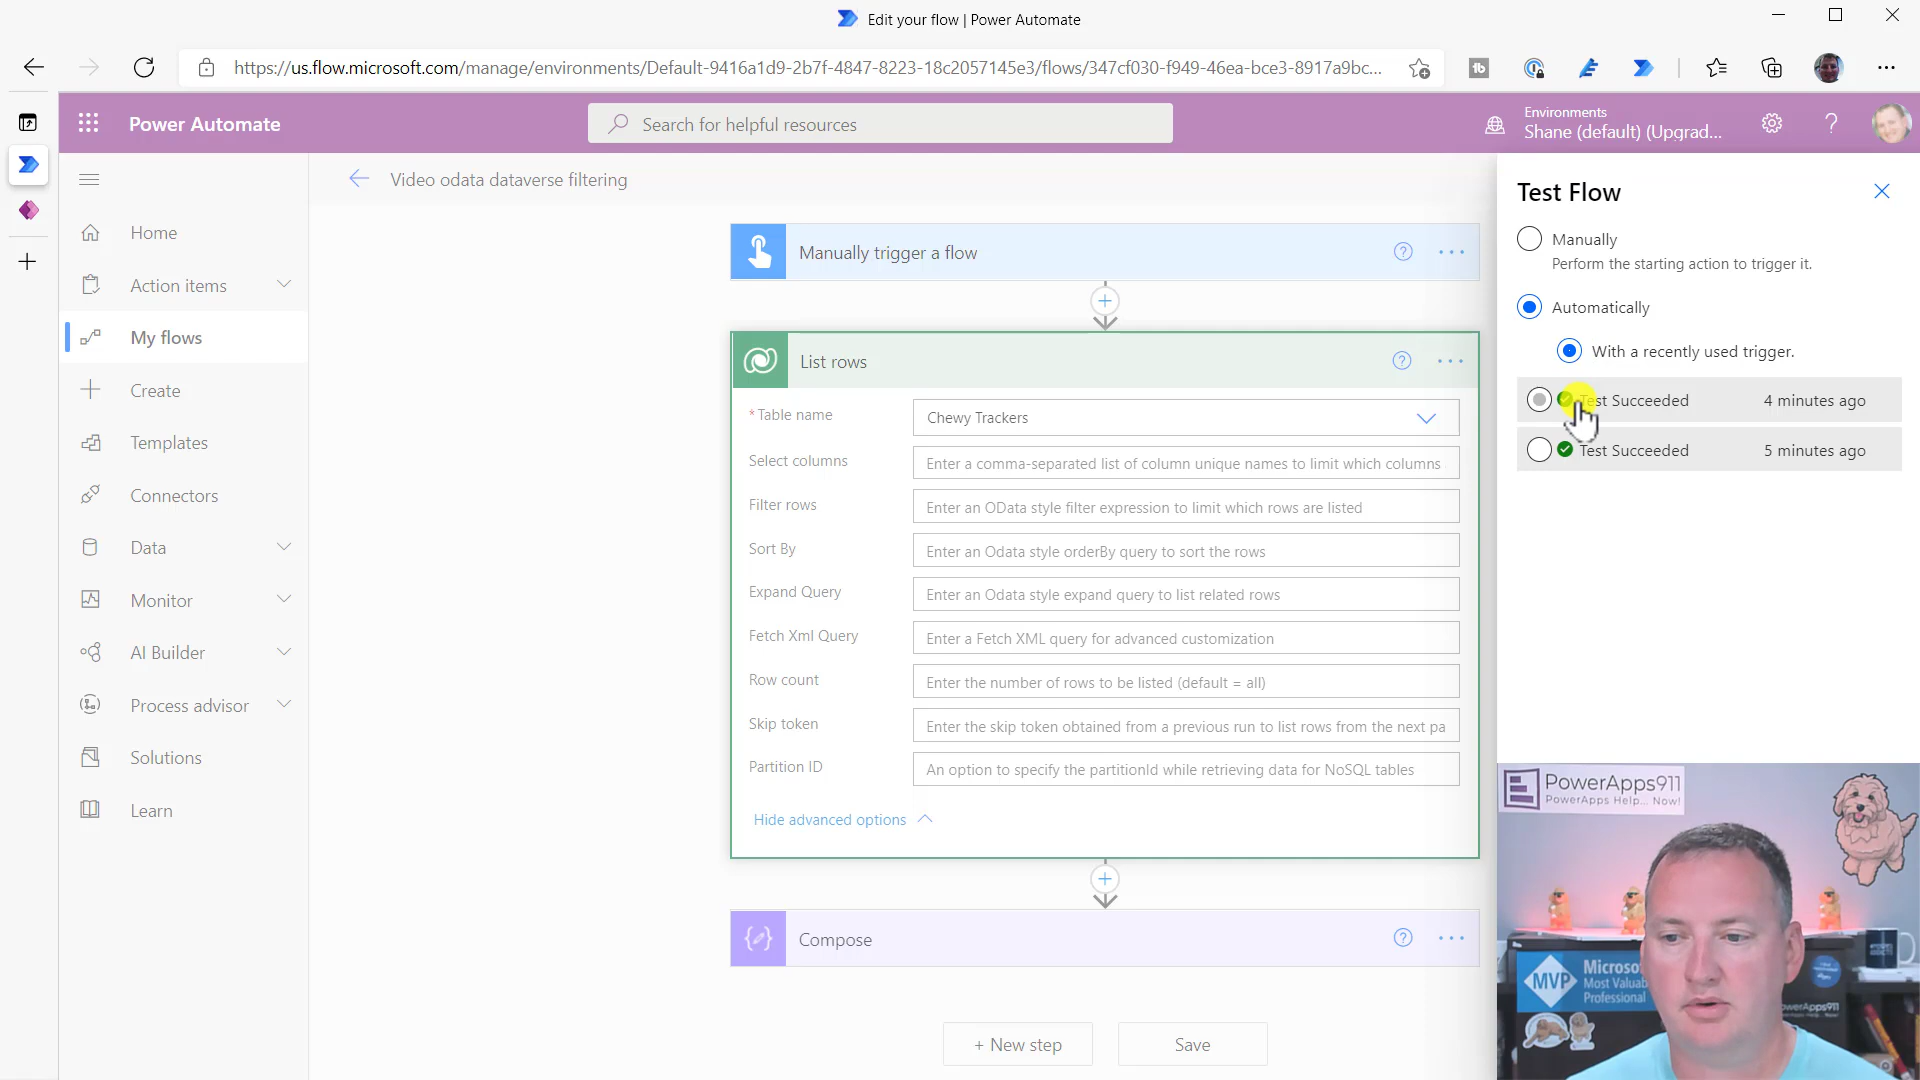 Edit your flow | Power Automate
https://us.flow.microsoft.com/manage/environments/Default-9416a1d9-2b7f-4847-8223-18c2057145e3/flows/347cf030-f949-46ea-bce3-8917a9bc...
Power Automate
Search for helpful resources
Environments
Shane (default) (Upgrad...
Home
Action items
My flows
Create
Templates
Connectors
Data
Monitor
AI Builder
Process advisor
Solutions
Learn
Video odata dataverse filtering
Manually trigger a flow
List rows
* Table name
Chewy Trackers
Select columns
Enter a comma-separated list of column unique names to limit which columns
Filter rows
Enter an OData style filter expression to limit which rows are listed
Sort By
Enter an Odata style orderBy query to sort the rows
Expand Query
Enter an Odata style expand query to list related rows
Fetch Xml Query
Enter a Fetch XML query for advanced customization
Row count
Enter the number of rows to be listed (default = all)
Skip token
Enter the skip token obtained from a previous run to list rows from the next pa
Partition ID
An option to specify the partitionId while retrieving data for NoSQL tables
Hide advanced options
Compose
+ New step
Save
Test Flow
Manually
Perform the starting action to trigger it.
Automatically
With a recently used trigger.
Test Succeeded
4 minutes ago
Test Succeeded
5 minutes ago
PowerApps911
PowerApps Help... Now!
MVP
Microso
Most Valua
Professional